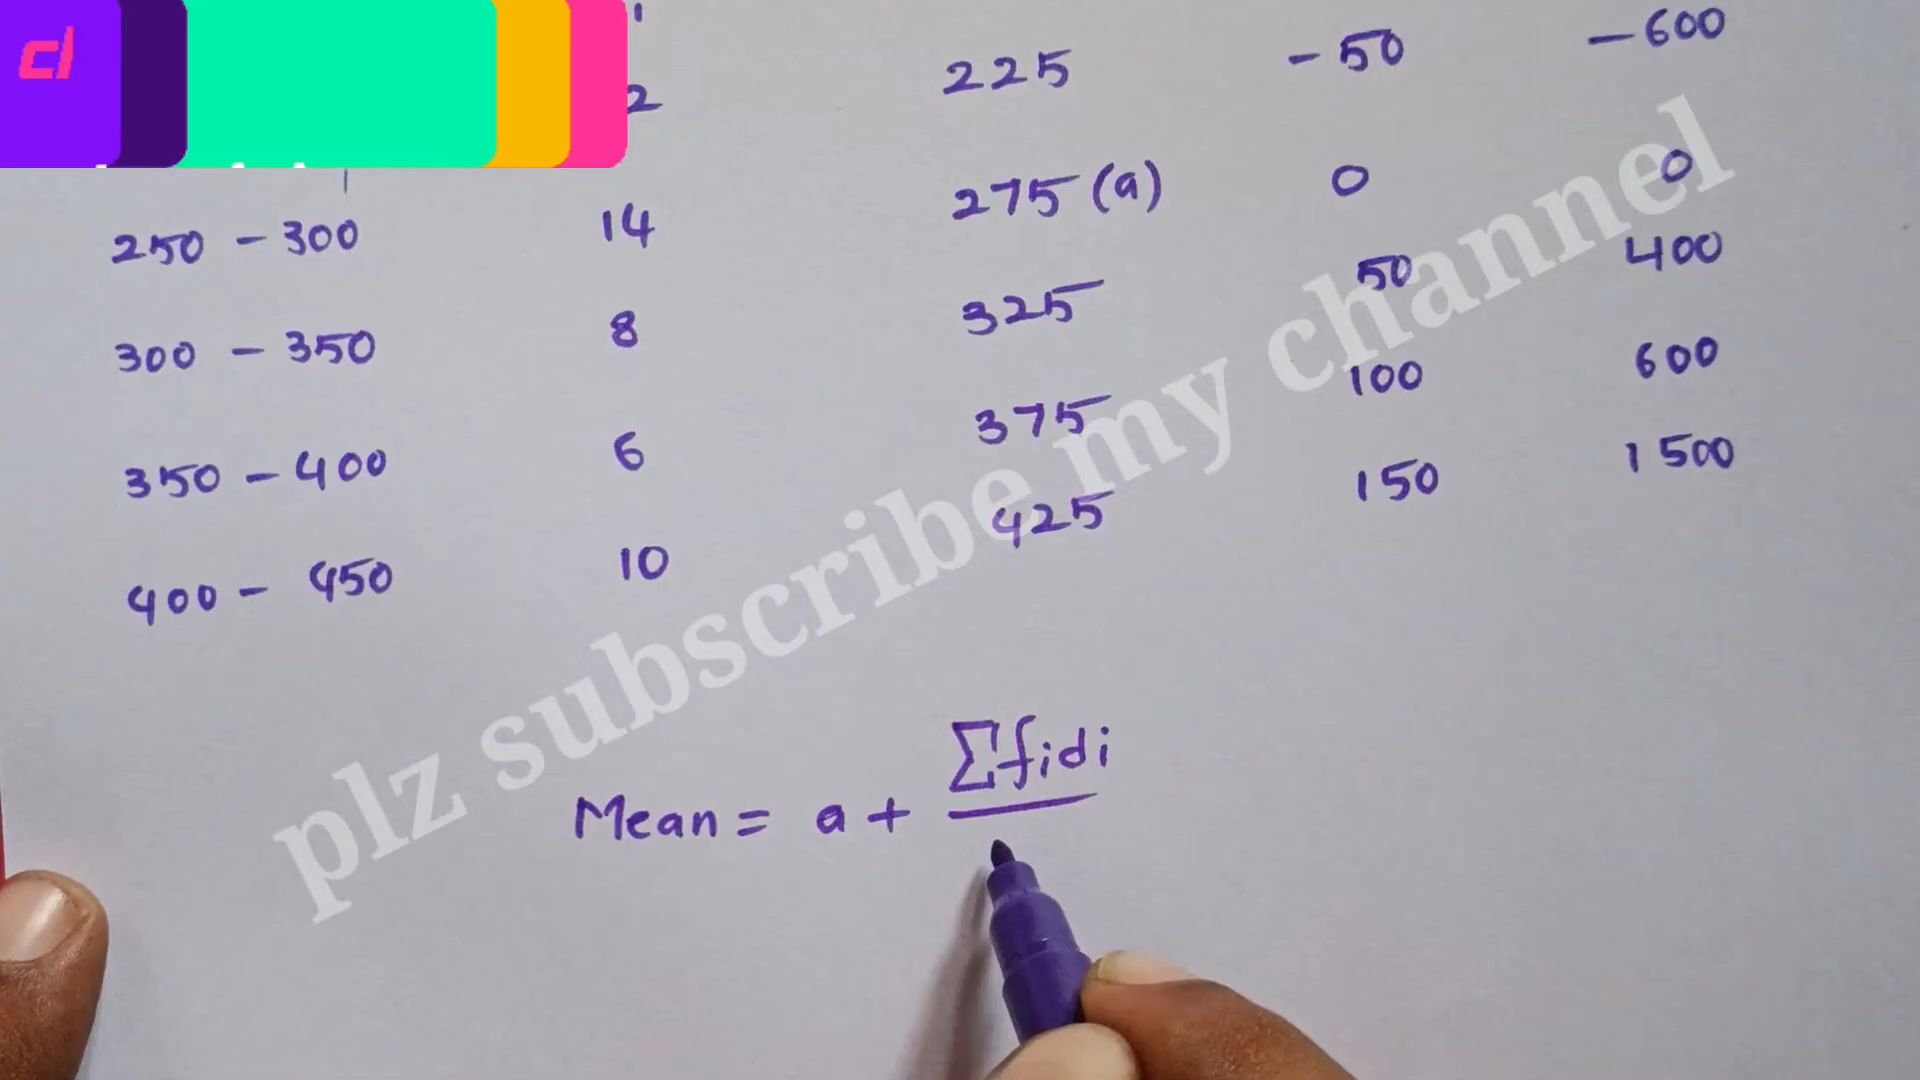 cl
2 225 - 50 - 600
250 - 300 14 275 (a) 0 0
300 - 350 8 325 50 400
350 - 400 6 375 100 600
400 - 450 10 425 150 1500
plz subscribe my channel
Mean = a + Σfidi